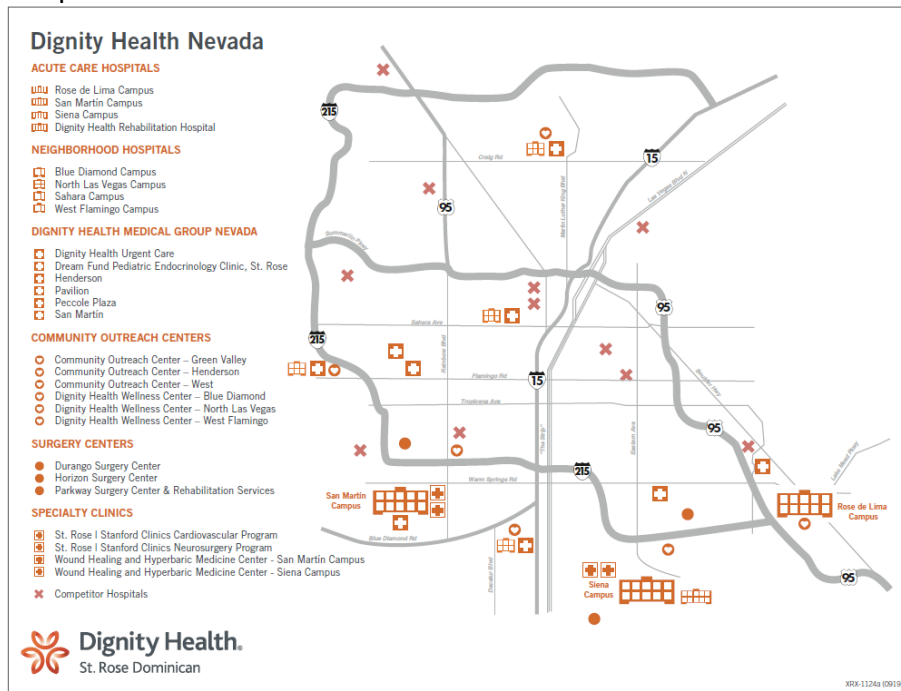 Dignity Health Nevada
ACUTE CARE HOSPITALS
Rose de Lima Campus
San Martín Campus
Siena Campus
Dignity Health Rehabilitation Hospital
NEIGHBORHOOD HOSPITALS
Blue Diamond Campus
North Las Vegas Campus
Sahara Campus
West Flamingo Campus
DIGNITY HEALTH MEDICAL GROUP NEVADA
Dignity Health Urgent Care
Dream Fund Pediatric Endocrinology Clinic, St. Rose
Henderson
Pavilion
Peccole Plaza
San Martín
COMMUNITY OUTREACH CENTERS
Community Outreach Center – Green Valley
Community Outreach Center – Henderson
Community Outreach Center – West
Dignity Health Wellness Center – Blue Diamond
Dignity Health Wellness Center – North Las Vegas
Dignity Health Wellness Center – West Flamingo
SURGERY CENTERS
Durango Surgery Center
Horizon Surgery Center
Parkway Surgery Center & Rehabilitation Services
SPECIALTY CLINICS
St. Rose | Stanford Clinics Cardiovascular Program
St. Rose | Stanford Clinics Neurosurgery Program
Wound Healing and Hyperbaric Medicine Center - San Martín Campus
Wound Healing and Hyperbaric Medicine Center - Siena Campus
Competitor Hospitals
Dignity Health.
St. Rose Dominican
215
Craig Rd
15
Martin Luther King Blvd
Las Vegas Blvd N
95
Summerlin Pkwy
95
Sahara Ave
215
Rainbow Blvd
Flamingo Rd
15
Boulder Hwy
Tropicana Ave
"The Strip"
Eastern Ave
95
215
Lake Mead Pkwy
Warm Springs Rd
San Martín
Campus
Rose de Lima
Campus
Blue Diamond Rd
Decatur Blvd
Siena
Campus
95
XRX-1124a (0919